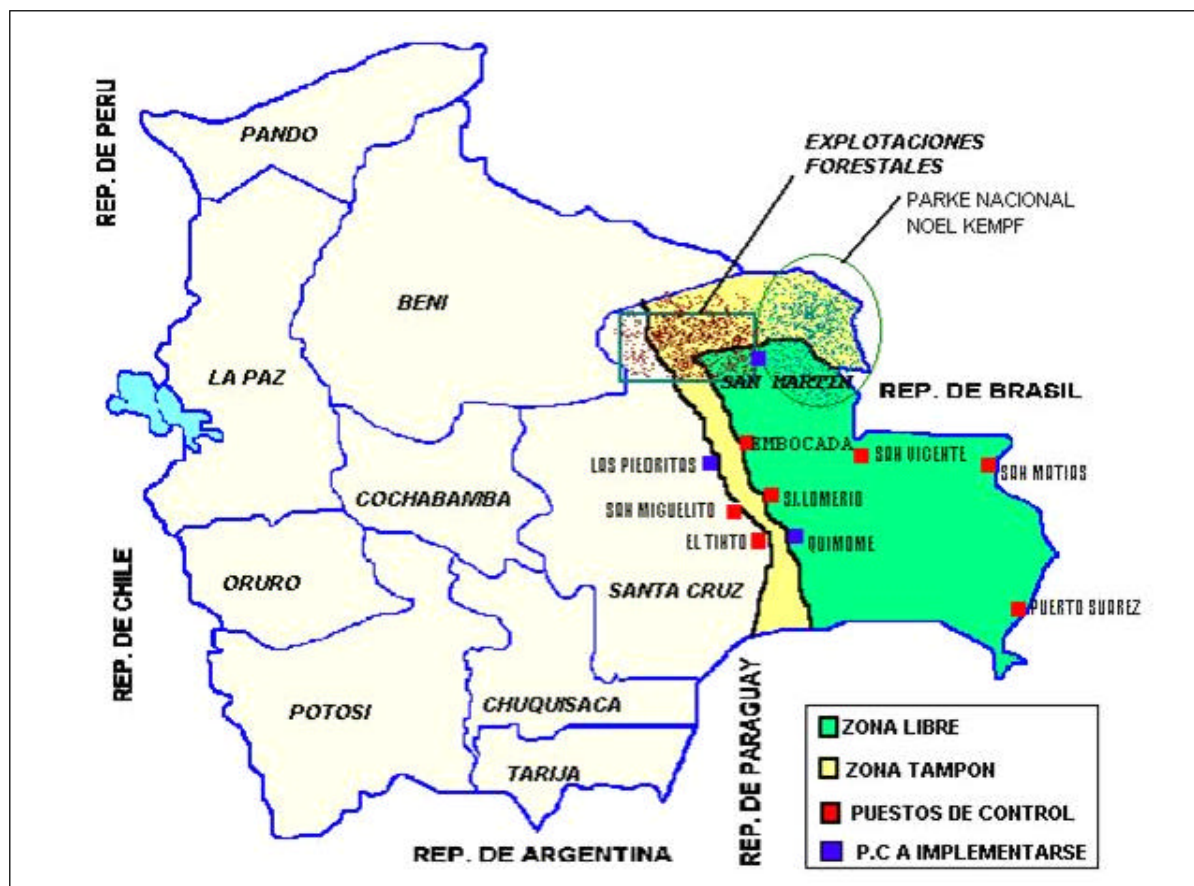 REP. DE PERU
PANDO
EXPLOTACIONES
FORESTALES
PARKE NACIONAL
NOEL KEMPF
BENI
LA PAZ
SAN MARTIN
REP. DE BRASIL
EMBOCADA
SAN VICENTE
SAN MATIAS
LAS PIEDRITAS
COCHABAMBA
SAN MIGUELITO
S.J.LOMERIO
EL TINTO
QUIMOME
ORURO
SANTA CRUZ
PUERTO SUAREZ
REP. DE CHILE
POTOSI
CHUQUISACA
TARIJA
REP. DE PARAGUAY
REP. DE ARGENTINA
ZONA LIBRE
ZONA TAMPON
PUESTOS DE CONTROL
P.C A IMPLEMENTARSE